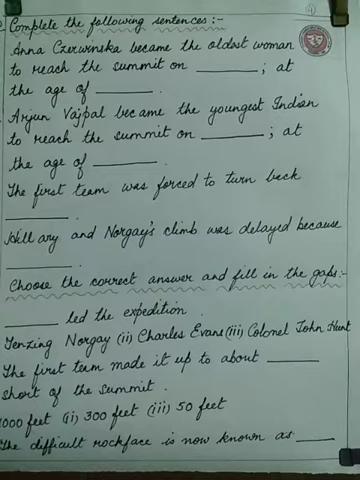 Complete the following sentences :-
Anna Czerwinska became the oldest woman
to reach the summit on ______ ; at
the age of ______ .
Arjun Vajpal became the youngest Indian
to reach the summit on ______ ; at
the age of ______ .
The first team was forced to turn back
______ .
Hillary and Norgay's climb was delayed because
______ .
Choose the correct answer and fill in the gaps:-
______ led the expedition .
Tenzing Norgay (ii) Charles Evans (iii) Colonel John Hunt
The first team made it up to about ______
short of the summit .
1000 feet (ii) 300 feet (iii) 50 feet
The difficult rockface is now known as ____